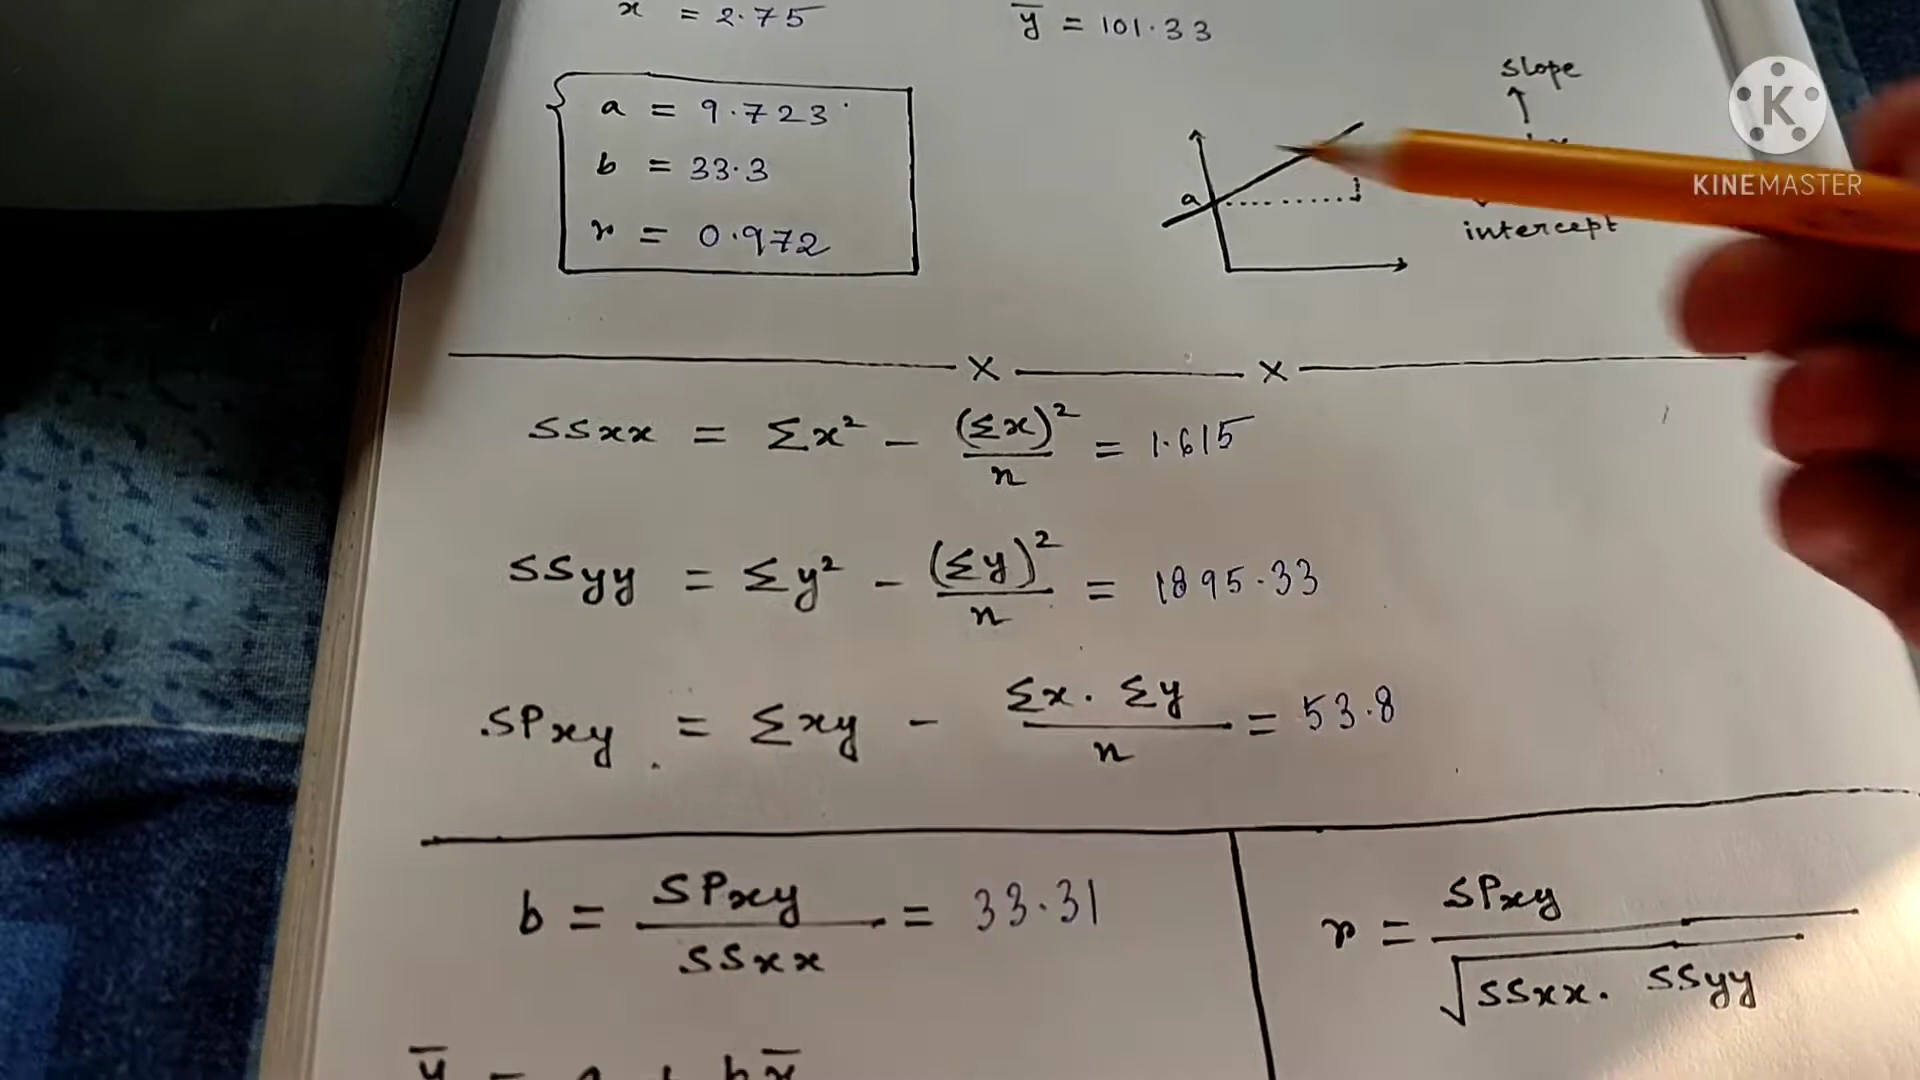 x = 2.75
y̅ = 101.33
a = 9.723
b = 33.3
r = 0.972
slope
a
intercept
KINEMASTER
x x
SSxx = Σx² - (Σx)²/n = 1.615
SSyy = Σy² - (Σy)²/n = 1895.33
SPxy = Σxy - Σx. Σy/n = 53.8
b = SPxy/SSxx = 33.31
r = SPxy/√SSxx. SSyy
y̅ = a + bx̅